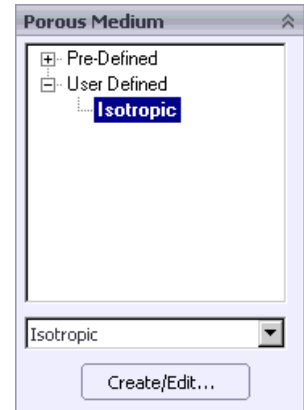 Porous Medium
Pre-Defined
User Defined
Isotropic
Isotropic
Create/Edit...